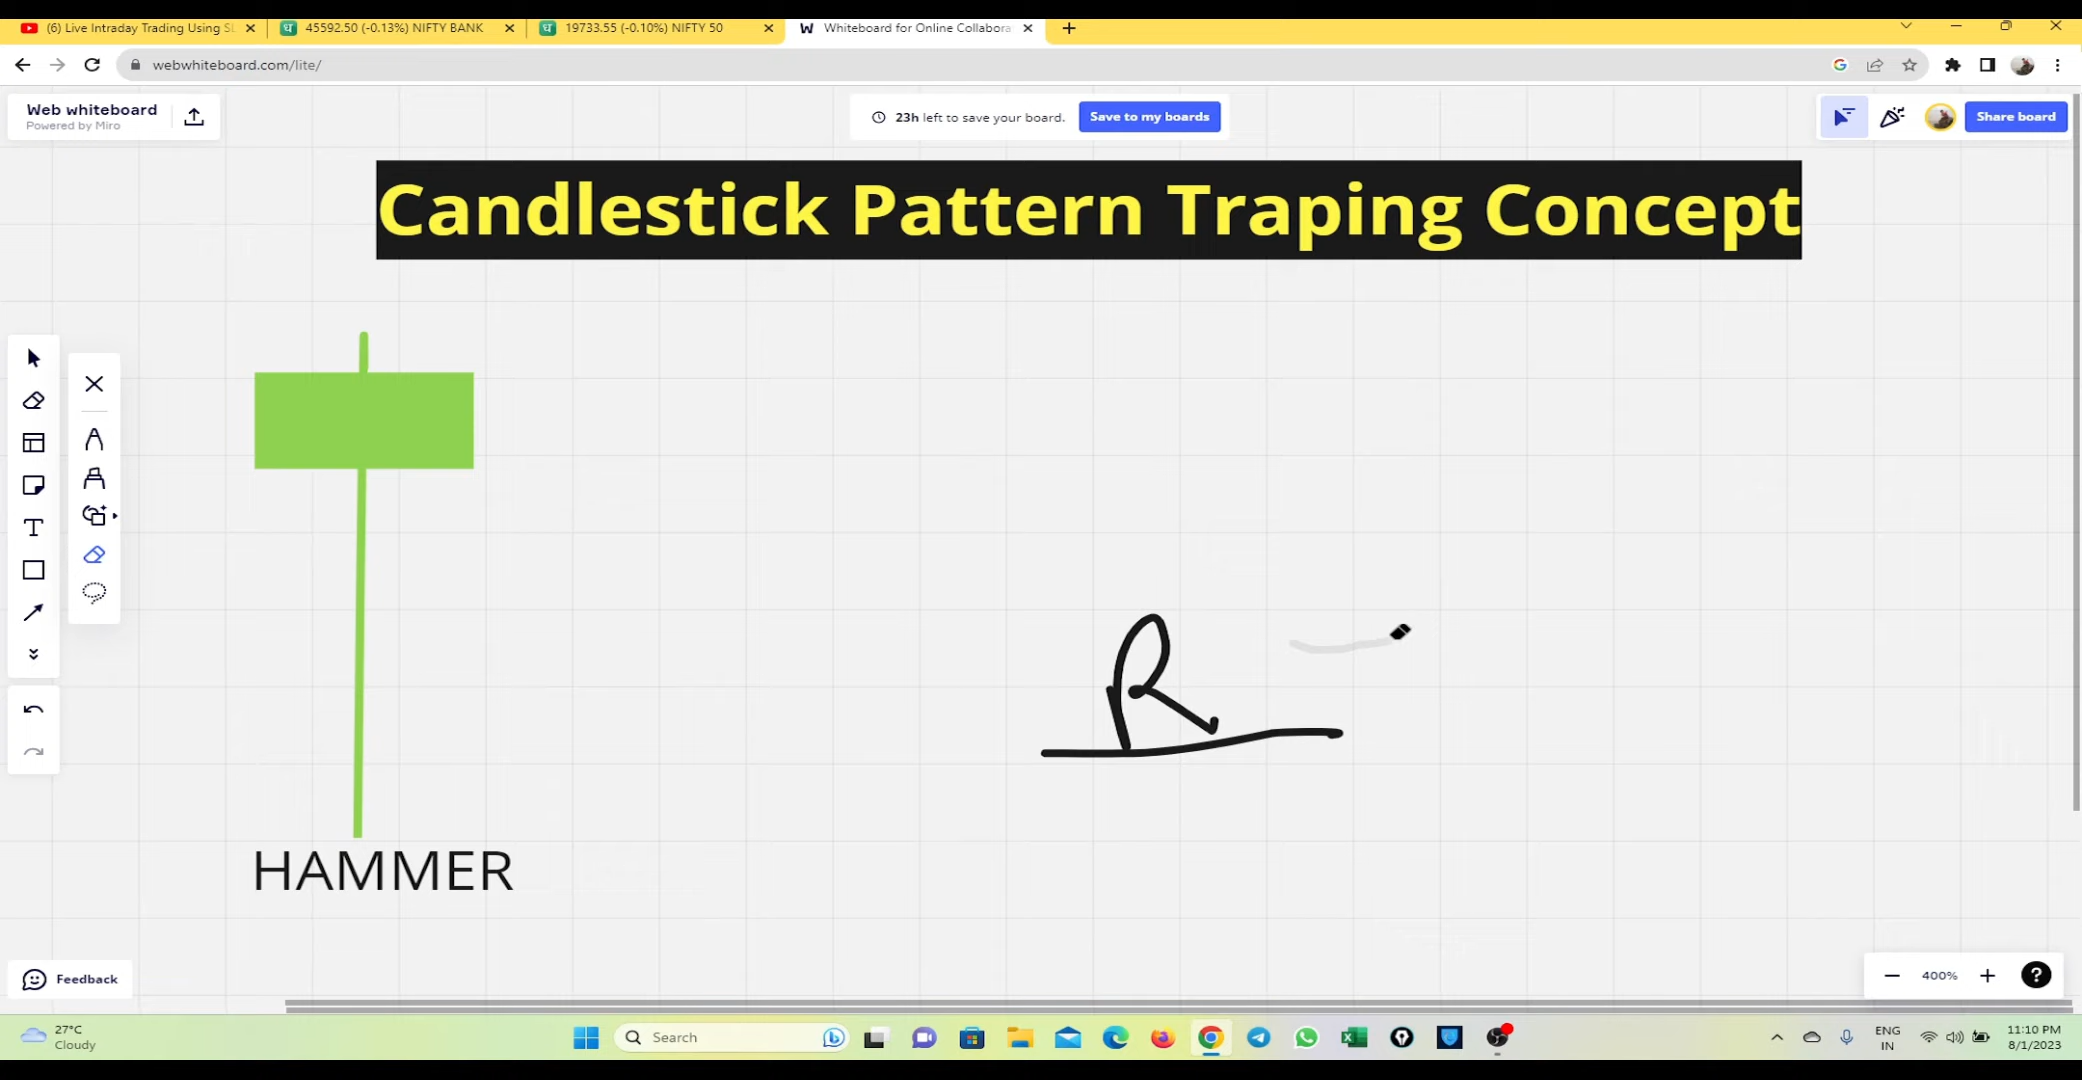 (6) Live Intraday Trading Using S
45592.50 (-0.13%) NIFTY BANK
19733.55 (-0.10%) NIFTY 50
W Whiteboard for Online Collabora
webwhiteboard.com/lite/
Web whiteboard
Powered by Miro
23h left to save your board.
Save to my boards
Share board
Candlestick Pattern Traping Concept
R
HAMMER
Feedback
400%
27°C
Cloudy
Search
ENG
IN
11:10 PM
8/1/2023